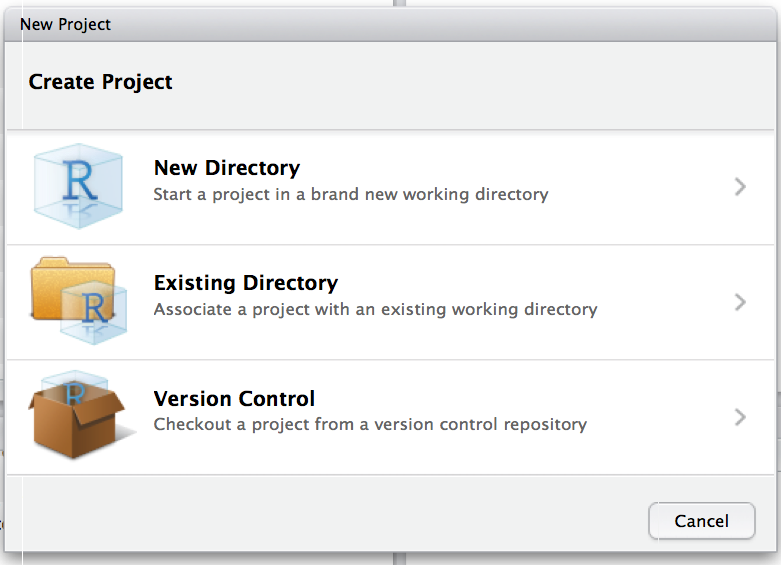 New Project
Create Project
R
New Directory
Start a project in a brand new working directory
R
Existing Directory
Associate a project with an existing working directory
R
Version Control
Checkout a project from a version control repository
Cancel